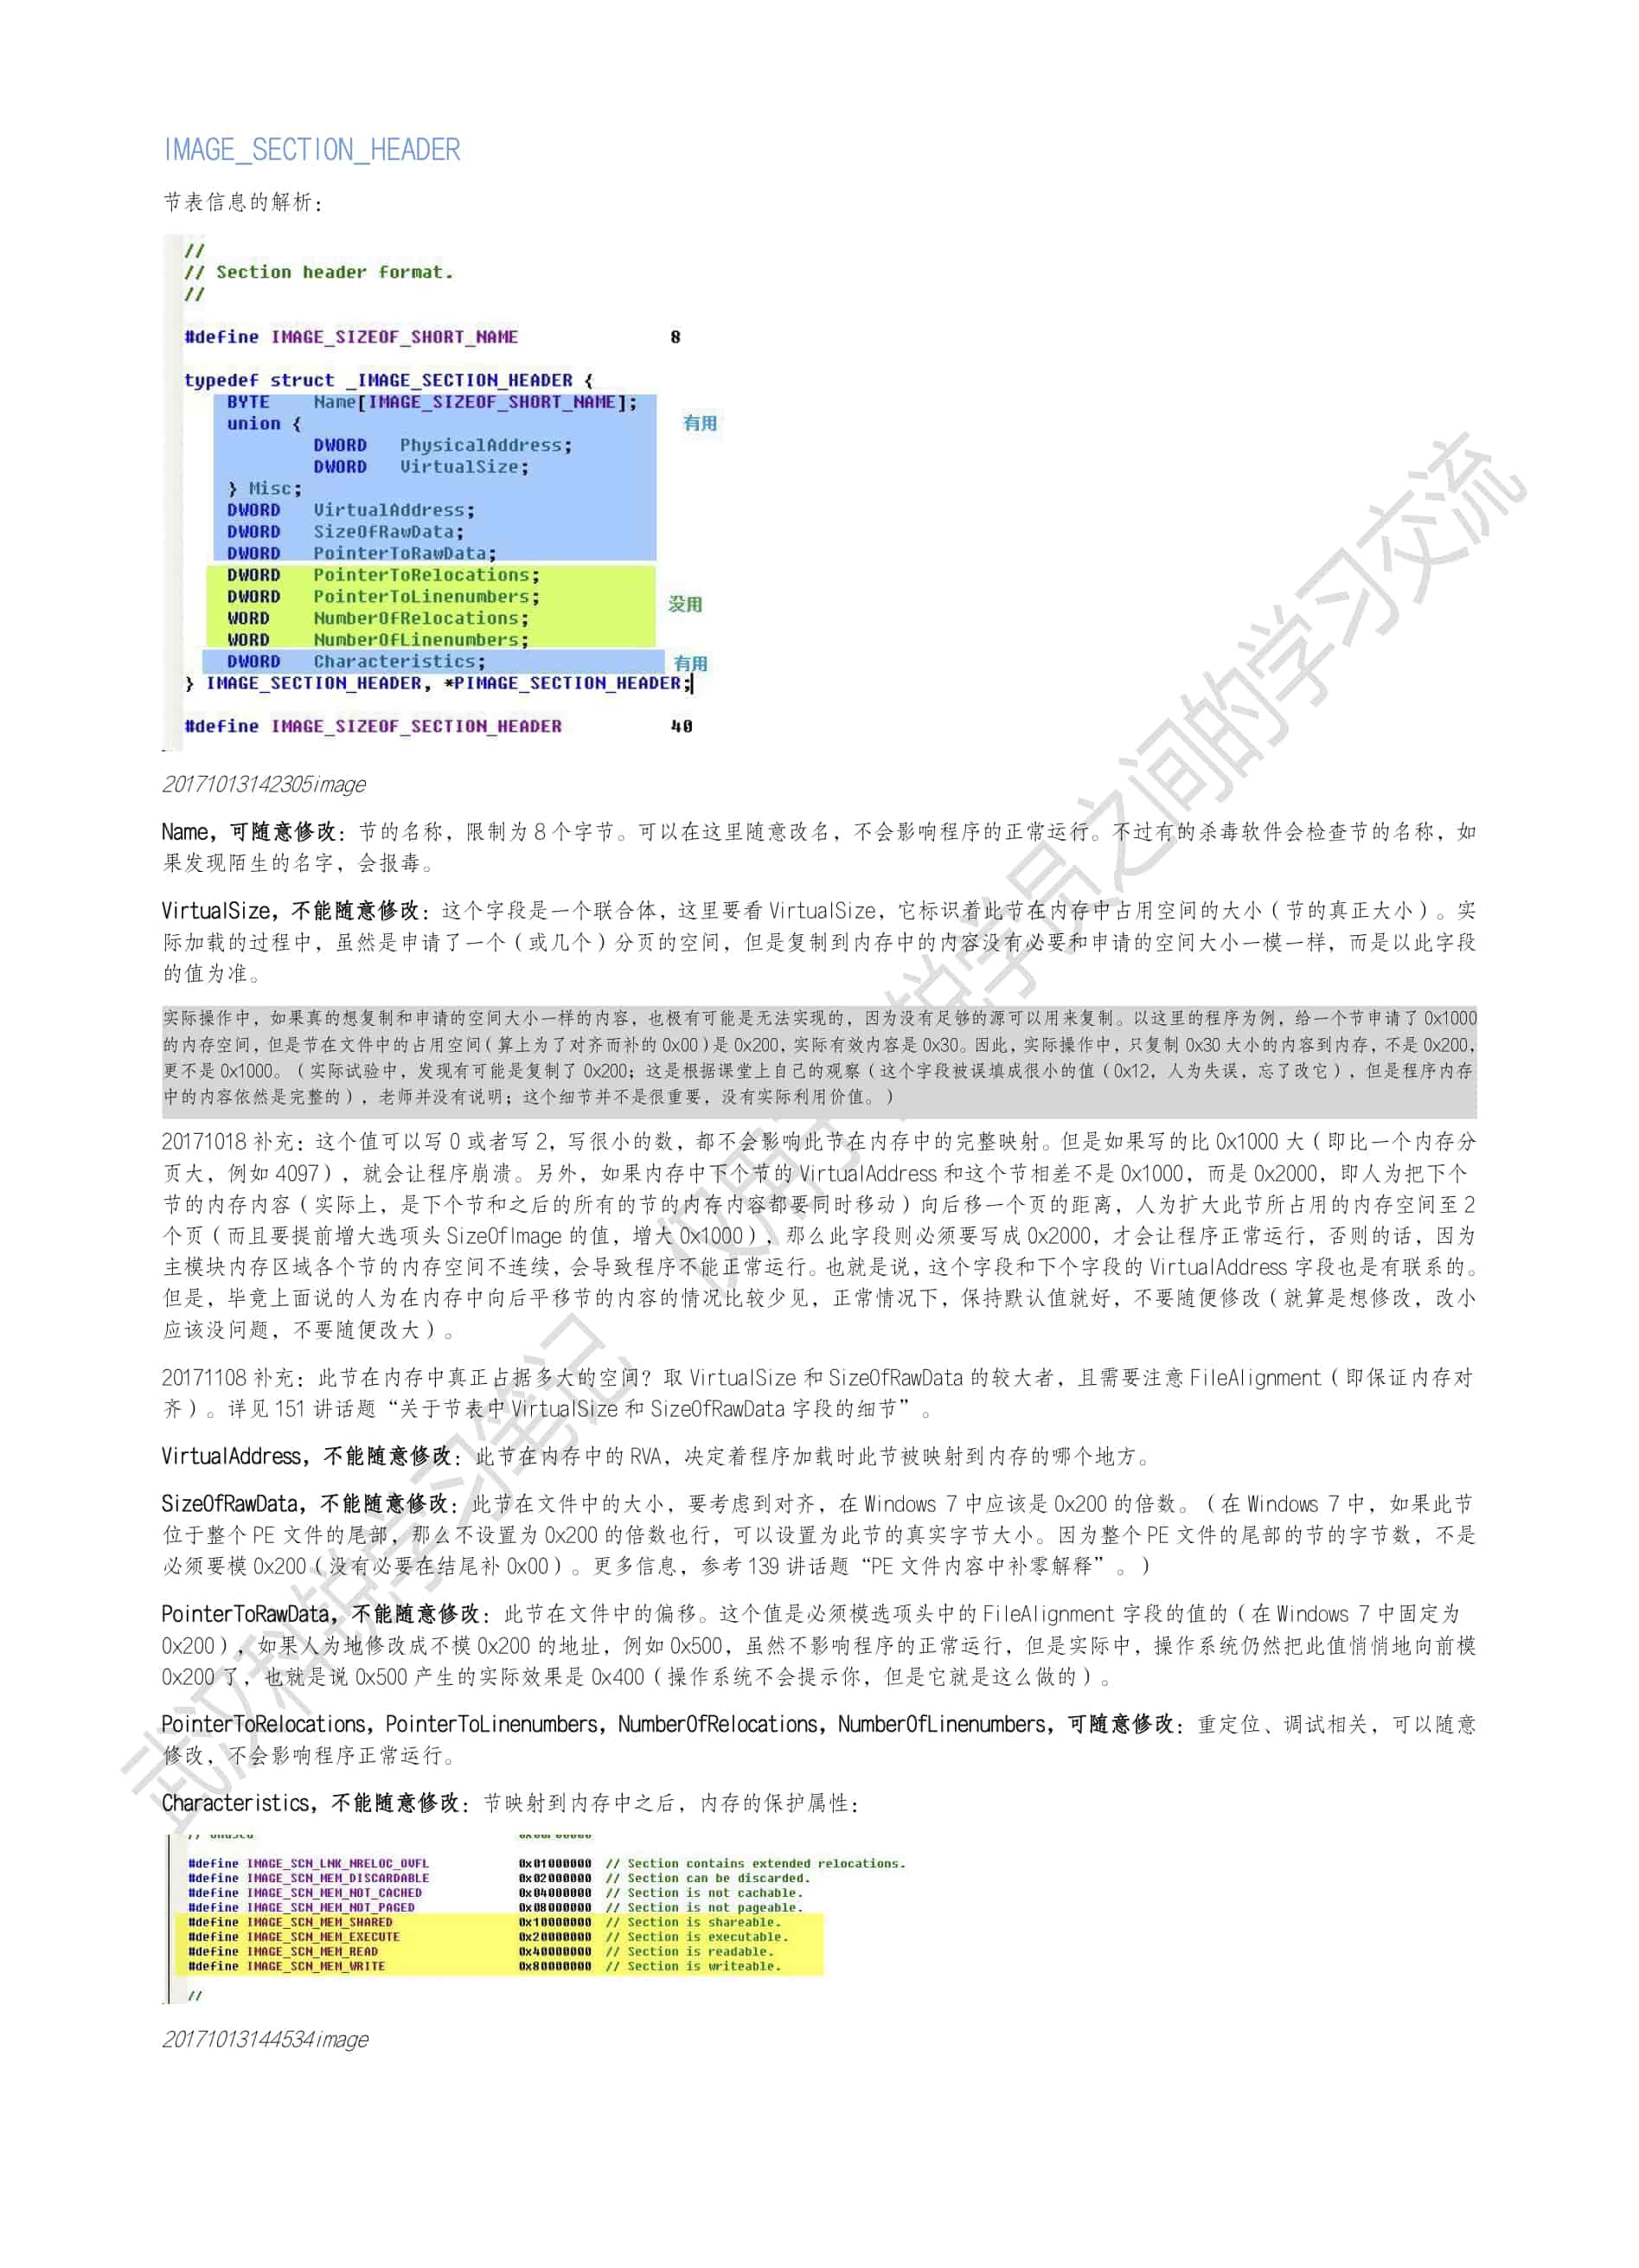 IMAGE_SECTION_HEADER
节表信息的解析：
//
// Section header format.
//
#define IMAGE_SIZEOF_SHORT_NAME 8
typedef struct _IMAGE_SECTION_HEADER {
BYTE Name[IMAGE_SIZEOF_SHORT_NAME];
有用
union {
DWORD PhysicalAddress;
DWORD VirtualSize;
} Misc;
DWORD VirtualAddress;
DWORD SizeOfRawData;
DWORD PointerToRawData;
DWORD PointerToRelocations;
DWORD PointerToLinenumbers;
没用
WORD NumberOfRelocations;
WORD NumberOfLinenumbers;
DWORD Characteristics; 有用
} IMAGE_SECTION_HEADER, *PIMAGE_SECTION_HEADER;
#define IMAGE_SIZEOF_SECTION_HEADER 40
20171013142305image
Name，可随意修改：节的名称，限制为 8 个字节。可以在这里随意改名，不会影响程序的正常运行。不过有的杀毒软件会检查节的名称，如
果发现陌生的名字，会报毒。
VirtualSize，不能随意修改：这个字段是一个联合体，这里要看 VirtualSize，它标识着此节在内存中占用空间的大小（节的真正大小）。实
际加载的过程中，虽然是申请了一个（或几个）分页的空间，但是复制到内存中的内容没有必要和申请的空间大小一模一样，而是以此字段
的值为准。
实际操作中，如果真的想复制和申请的空间大小一样的内容，也极有可能是无法实现的，因为没有足够的源可以用来复制。以这里的程序为例，给一个节申请了 0x1000
的内存空间，但是节在文件中的占用空间（算上为了对齐而补的 0x00）是 0x200，实际有效内容是 0x30。因此，实际操作中，只复制 0x30 大小的内容到内存，不是 0x200，
更不是 0x1000。（实际试验中，发现有可能是复制了 0x200；这是根据课堂上自己的观察（这个字段被误填成很小的值（0x12，人为失误，忘了改它），但是程序内存
中的内容依然是完整的），老师并没有说明；这个细节并不是很重要，没有实际利用价值。）
20171018 补充：这个值可以写 0 或者写 2，写很小的数，都不会影响此节在内存中的完整映射。但是如果写的比 0x1000 大（即比一个内存分
页大，例如 4097），就会让程序崩溃。另外，如果内存中下个节的 VirtualAddress 和这个节相差不是 0x1000，而是 0x2000，即人为把下个
节的内存内容（实际上，是下个节和之后的所有的节的内存内容都要同时移动）向后移一个页的距离，人为扩大此节所占用的内存空间至 2
个页（而且要提前增大选项头 SizeOfImage 的值，增大 0x1000），那么此字段则必须要写成 0x2000，才会让程序正常运行，否则的话，因为
主模块内存区域各个节的内存空间不连续，会导致程序不能正常运行。也就是说，这个字段和下个字段的 VirtualAddress 字段也是有联系的。
但是，毕竟上面说的人为在内存中向后平移节的内容的情况比较少见，正常情况下，保持默认值就好，不要随便修改（就算是想修改，改小
应该没问题，不要随便改大）。
20171108 补充：此节在内存中真正占据多大的空间？取 VirtualSize 和 SizeOfRawData 的较大者，且需要注意 FileAlignment（即保证内存对
齐）。详见 151 讲话题“关于节表中 VirtualSize 和 SizeOfRawData 字段的细节”。
VirtualAddress，不能随意修改：此节在内存中的 RVA，决定着程序加载时此节被映射到内存的哪个地方。
SizeOfRawData，不能随意修改：此节在文件中的大小，要考虑到对齐，在 Windows 7 中应该是 0x200 的倍数。（在 Windows 7 中，如果此节
位于整个 PE 文件的尾部，那么不设置为 0x200 的倍数也行，可以设置为此节的真实字节大小。因为整个 PE 文件的尾部的节的字节数，不是
必须要模 0x200（没有必要在结尾补 0x00）。更多信息，参考 139 讲话题“PE 文件内容中补零解释”。）
PointerToRawData，不能随意修改：此节在文件中的偏移。这个值是必须模选项头中的 FileAlignment 字段的值的（在 Windows 7 中固定为
0x200），如果人为地修改成不模 0x200 的地址，例如 0x500，虽然不影响程序的正常运行，但是实际中，操作系统仍然把此值悄悄地向前模
0x200 了，也就是说 0x500 产生的实际效果是 0x400（操作系统不会提示你，但是它就是这么做的）。
PointerToRelocations，PointerToLinenumbers，NumberOfRelocations，NumberOfLinenumbers，可随意修改：重定位、调试相关，可以随意
修改，不会影响程序正常运行。
Characteristics，不能随意修改：节映射到内存中之后，内存的保护属性：
#define IMAGE_SCN_LNK_NRELOC_OVFL 0x01000000 // Section contains extended relocations.
#define IMAGE_SCN_MEM_DISCARDABLE 0x02000000 // Section can be discarded.
#define IMAGE_SCN_MEM_NOT_CACHED 0x04000000 // Section is not cachable.
#define IMAGE_SCN_MEM_NOT_PAGED 0x08000000 // Section is not pageable.
#define IMAGE_SCN_MEM_SHARED 0x10000000 // Section is shareable.
#define IMAGE_SCN_MEM_EXECUTE 0x20000000 // Section is executable.
#define IMAGE_SCN_MEM_READ 0x40000000 // Section is readable.
#define IMAGE_SCN_MEM_WRITE 0x80000000 // Section is writeable.
//
20171013144534image